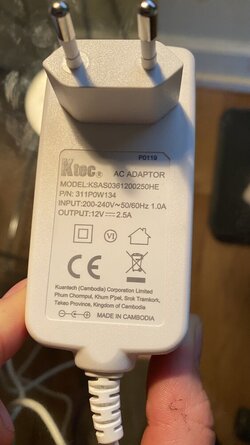 P0119
Ktec® AC ADAPTOR
MODEL:KSAS0361200250HE
P/N: 311P0W134
INPUT:200-240V~50/60Hz 1.0A
OUTPUT:12V⎓2.5A
VI
CE
Kuantech (Cambodia) Corporation Limited
Phum Chompul, Khum P'pel, Srok Tramkork,
Takeo Province, Kingdom of Cambodia.
MADE IN CAMBODIA